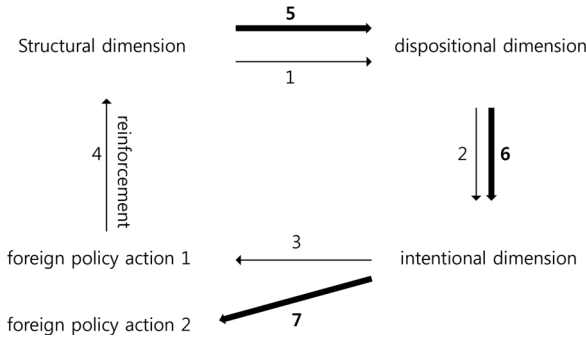 5
Structural dimension
dispositional dimension
1
reinforcement
4
2
6
3
foreign policy action 1
intentional dimension
7
foreign policy action 2